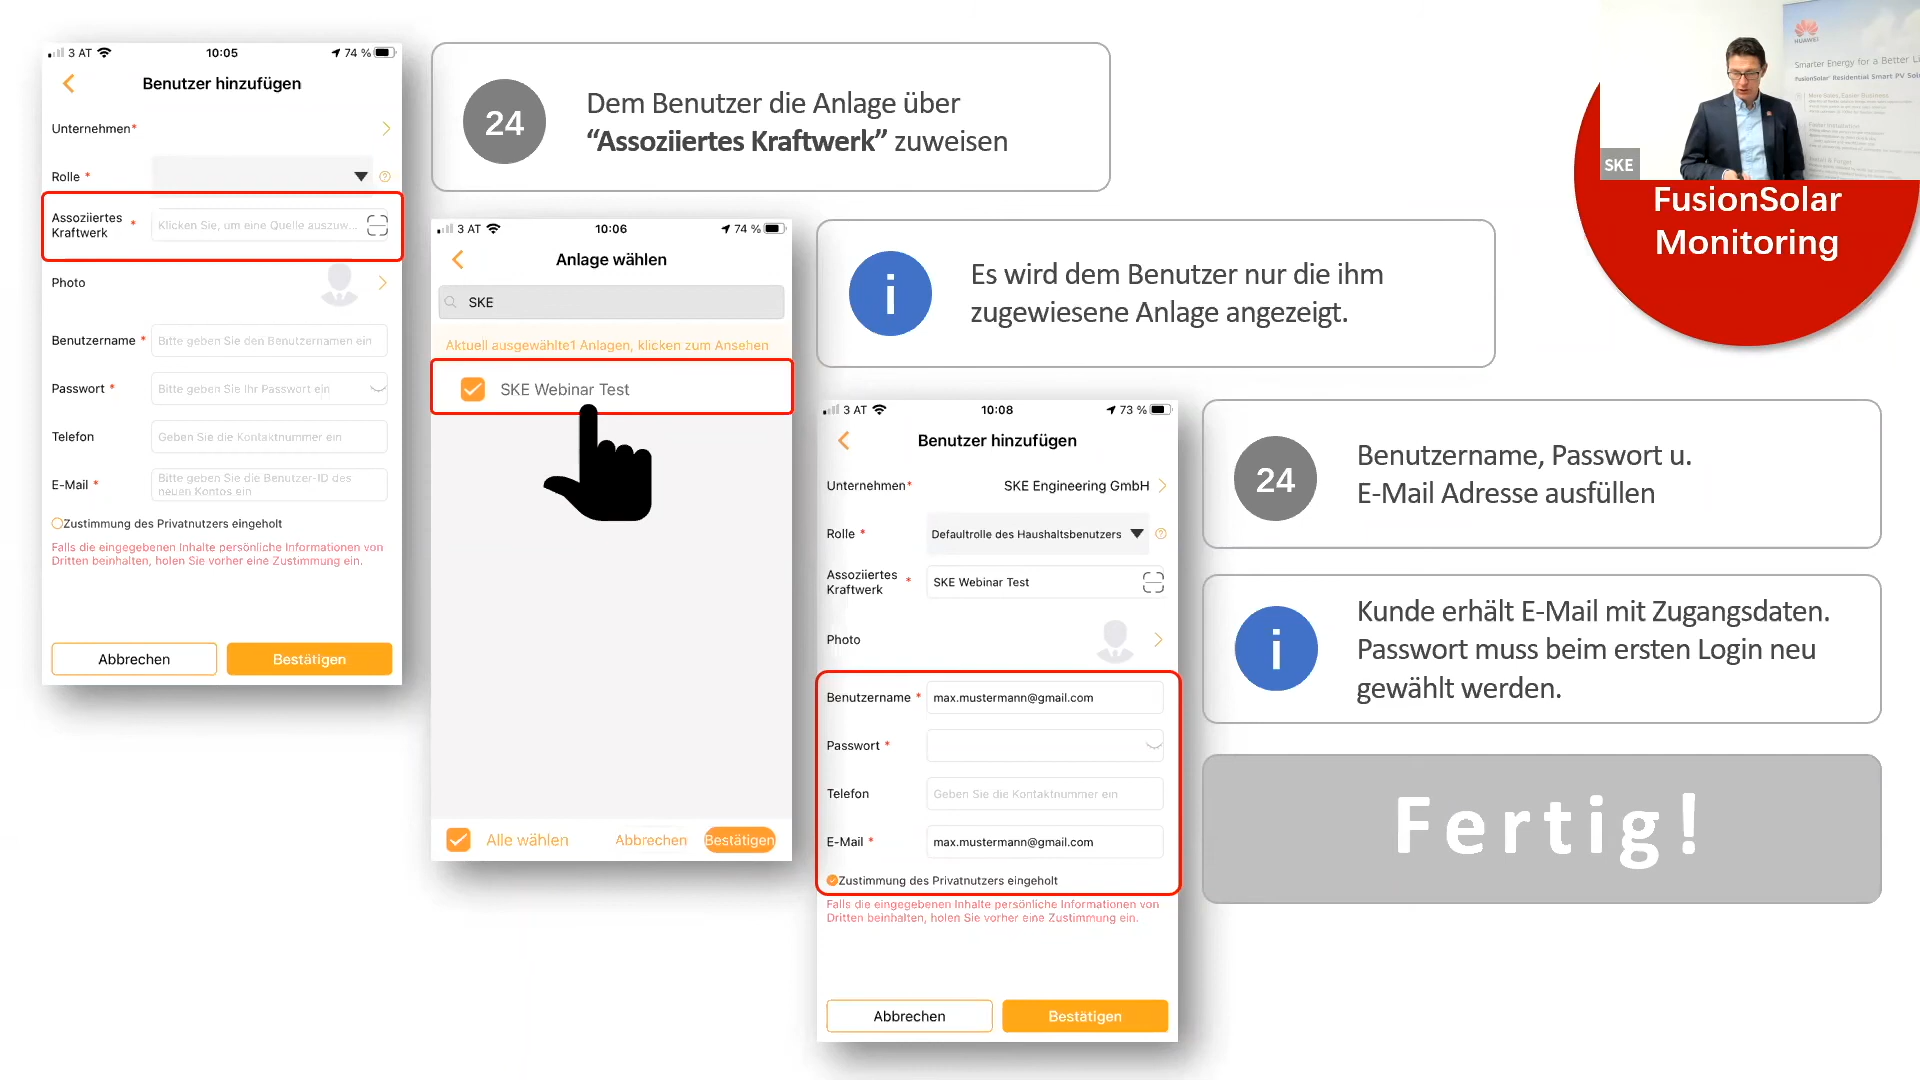 3 AT
10:05
74 %
Benutzer hinzufügen
Unternehmen*
Rolle *
Assoziiertes
Kraftwerk *
Klicken Sie, um eine Quelle auszuw...
Photo
Benutzername *
Bitte geben Sie den Benutzernamen ein
Passwort *
Bitte geben Sie Ihr Passwort ein
Telefon
Geben Sie die Kontaktnummer ein
E-Mail *
Bitte geben Sie die Benutzer-ID des
neuen Kontos ein
Zustimmung des Privatnutzers eingeholt
Falls die eingegebenen Inhalte persönliche Informationen von
Dritten beinhalten, holen Sie vorher eine Zustimmung ein.
Abbrechen
Bestätigen
24
Dem Benutzer die Anlage über
“Assoziiertes Kraftwerk” zuweisen
3 AT
10:06
74 %
Anlage wählen
SKE
Aktuell ausgewählte1 Anlagen, klicken zum Ansehen
SKE Webinar Test
Alle wählen
Abbrechen
Bestätigen
i
Es wird dem Benutzer nur die ihm
zugewiesene Anlage angezeigt.
3 AT
10:08
73 %
Benutzer hinzufügen
Unternehmen*
SKE Engineering GmbH
Rolle *
Defaultrolle des Haushaltsbenutzers
Assoziiertes
Kraftwerk *
SKE Webinar Test
Photo
Benutzername *
max.mustermann@gmail.com
Passwort *
Telefon
Geben Sie die Kontaktnummer ein
E-Mail *
max.mustermann@gmail.com
Zustimmung des Privatnutzers eingeholt
Falls die eingegebenen Inhalte persönliche Informationen von
Dritten beinhalten, holen Sie vorher eine Zustimmung ein.
Abbrechen
Bestätigen
24
Benutzername, Passwort u.
E-Mail Adresse ausfüllen
i
Kunde erhält E-Mail mit Zugangsdaten.
Passwort muss beim ersten Login neu
gewählt werden.
Fertig!
HUAWEI
Smarter Energy for a Better
FusionSolar Residential Smart PV
SKE
FusionSolar
Monitoring